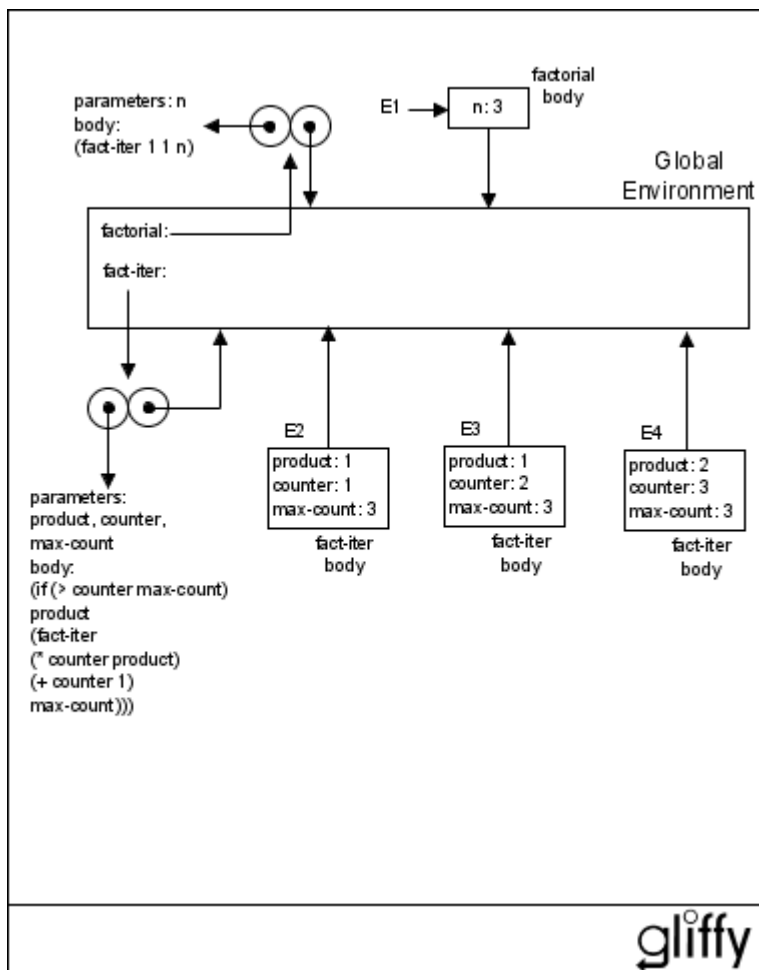 factorial
body
parameters: n
body:
(fact-iter 1 1 n)
E1
n: 3
Global
Environment
factorial:
fact-iter:
E2
product: 1
counter: 1
max-count: 3
fact-iter
body
E3
product: 1
counter: 2
max-count: 3
fact-iter
body
E4
product: 2
counter: 3
max-count: 3
fact-iter
body
parameters:
product, counter,
max-count
body:
(if (> counter max-count)
product
(fact-iter
(* counter product)
(+ counter 1)
max-count)))
gliffy